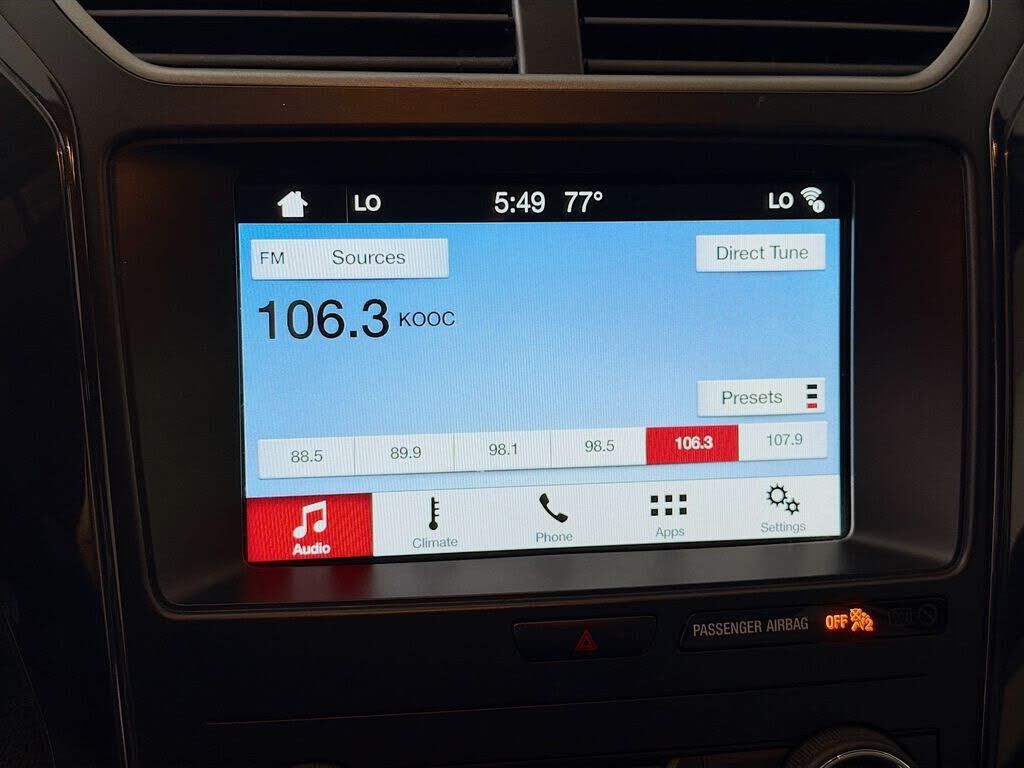 LO 5:49 77° LO
FM Sources Direct Tune
106.3 KOOC
Presets
88.5 89.9 98.1 98.5 106.3 107.9
Audio Climate Phone Apps Settings
PASSENGER AIRBAG OFF